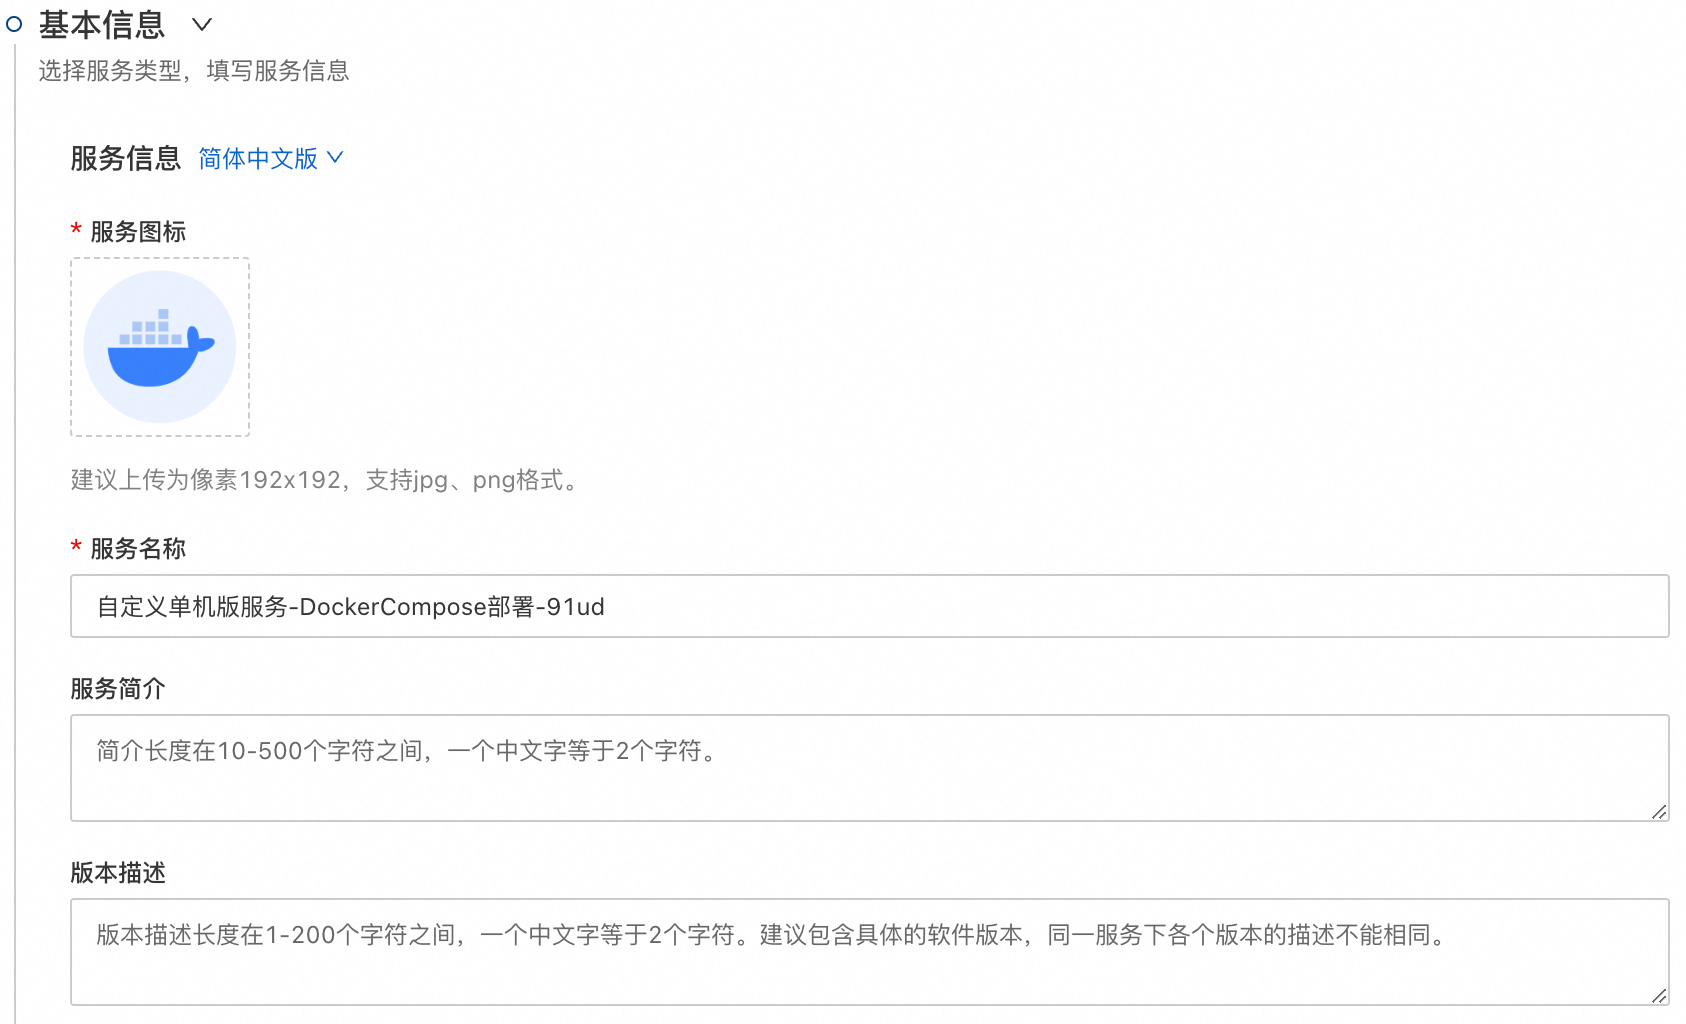 基本信息
选择服务类型，填写服务信息
服务信息 简体中文版
* 服务图标
建议上传为像素192x192，支持jpg、png格式。
* 服务名称
自定义单机版服务-DockerCompose部署-91ud
服务简介
简介长度在10-500个字符之间，一个中文字等于2个字符。
版本描述
版本描述长度在1-200个字符之间，一个中文字等于2个字符。建议包含具体的软件版本，同一服务下各个版本的描述不能相同。